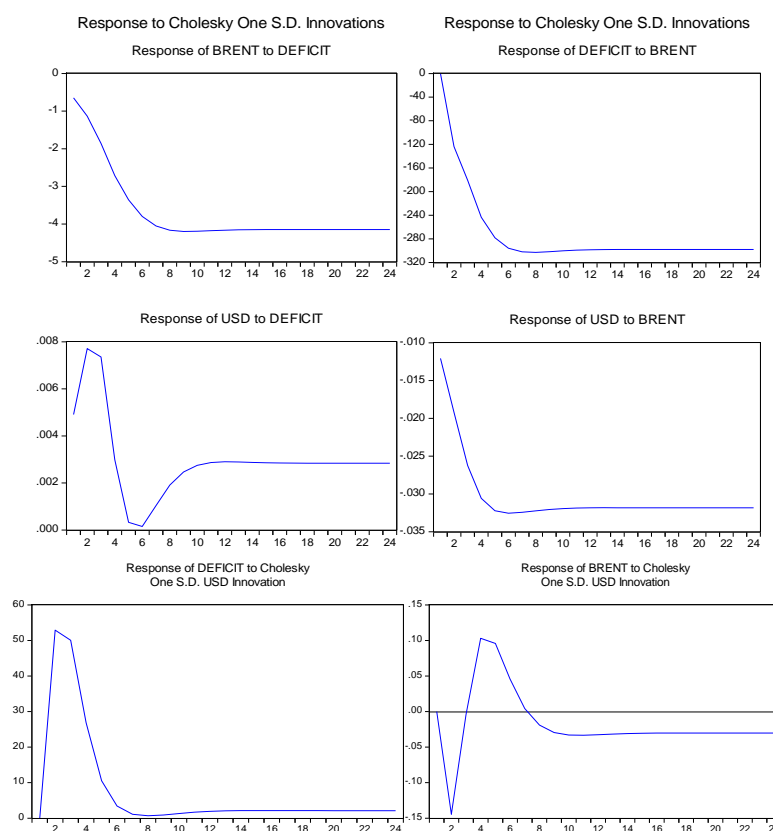 Response to Cholesky One S.D. Innovations
Response of BRENT to DEFICIT
0
-1
-2
-3
-4
-5
2 4 6 8 10 12 14 16 18 20 22 24
Response to Cholesky One S.D. Innovations
Response of DEFICIT to BRENT
0
-40
-80
-120
-160
-200
-240
-280
-320
2 4 6 8 10 12 14 16 18 20 22 24
Response of USD to DEFICIT
.008
.006
.004
.002
.000
2 4 6 8 10 12 14 16 18 20 22 24
Response of USD to BRENT
-.010
-.015
-.020
-.025
-.030
-.035
2 4 6 8 10 12 14 16 18 20 22 24
Response of DEFICIT to Cholesky
One S.D. USD Innovation
60
50
40
30
20
10
0
2 4 6 8 10 12 14 16 18 20 22 24
Response of BRENT to Cholesky
One S.D. USD Innovation
.15
.10
.05
.00
-.05
-.10
-.15
2 4 6 8 10 12 14 16 18 20 22